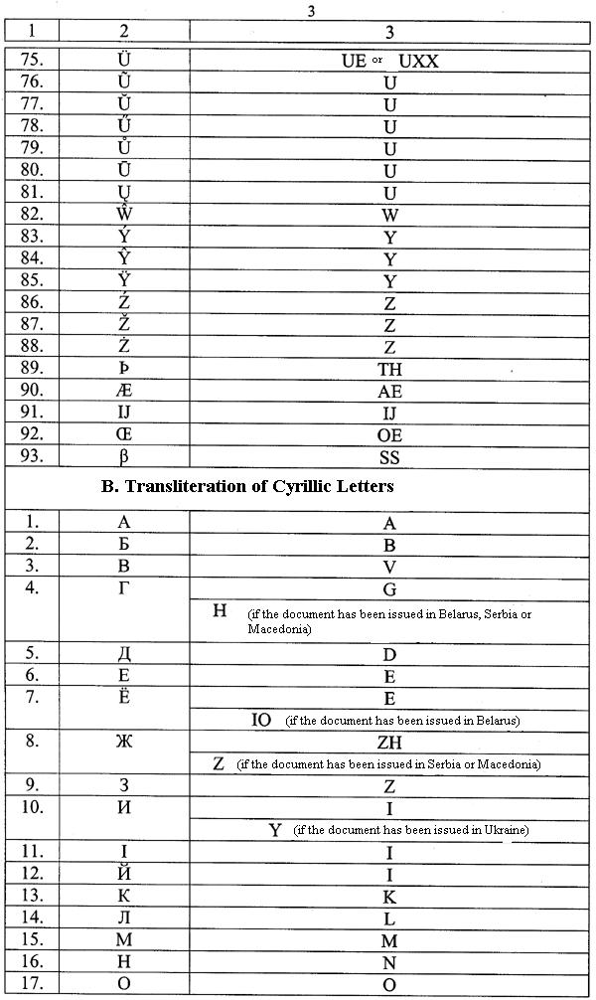 3
1 2 3
75. Ü UE or UXX
76. Ũ U
77. Ŭ U
78. Ű U
79. Ů U
80. Ū U
81. Ų U
82. Ŵ W
83. Ý Y
84. Ŷ Y
85. Ÿ Y
86. Ź Z
87. Ž Z
88. Ż Z
89. Þ TH
90. Æ AE
91. IJ IJ
92. Œ OE
93. β SS
B. Transliteration of Cyrillic Letters
1. А A
2. Б B
3. В V
4. Г G
H (if the document has been issued in Belarus, Serbia or
Macedonia)
5. Д D
6. Е E
7. Ё E
IO (if the document has been issued in Belarus)
8. Ж ZH
Z (if the document has been issued in Serbia or Macedonia)
9. З Z
10. И I
Y (if the document has been issued in Ukraine)
11. І I
12. Й I
13. К K
14. Л L
15. М M
16. Н N
17. О O